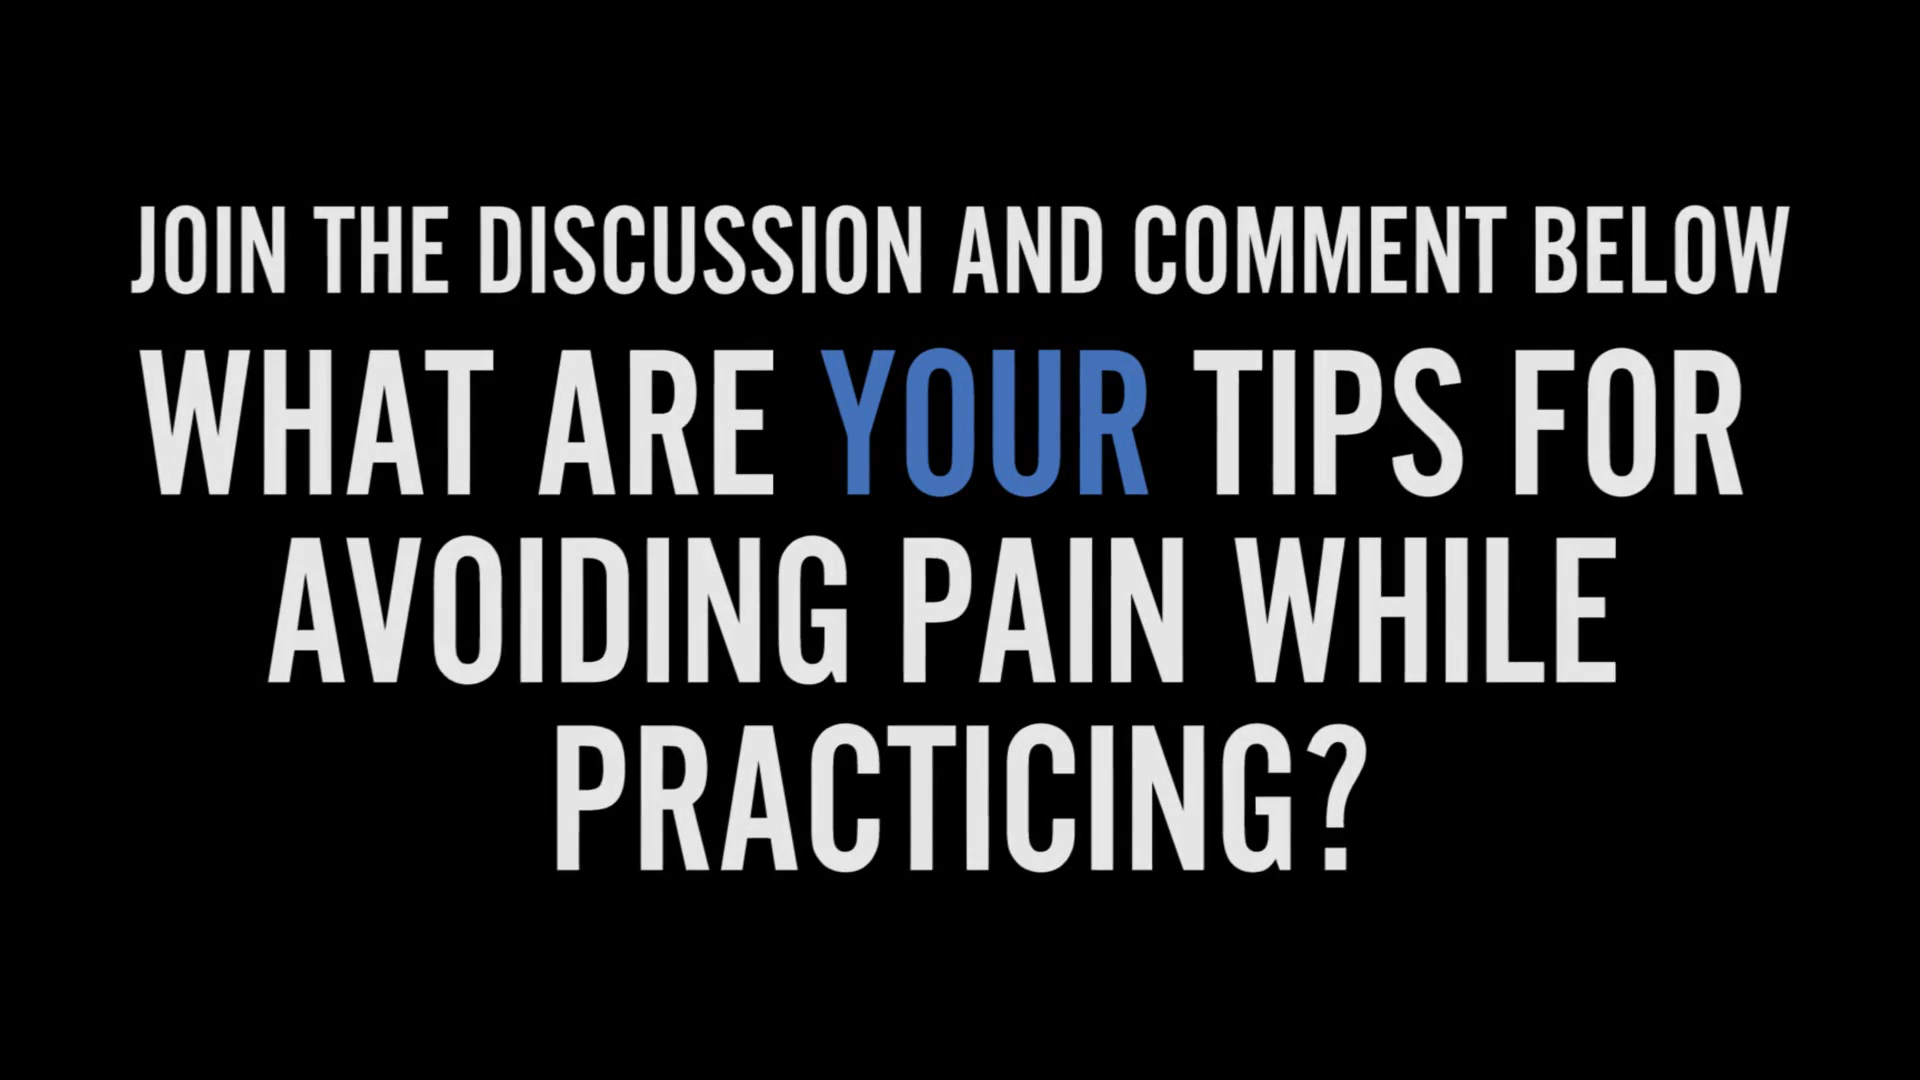 JOIN THE DISCUSSION AND COMMENT BELOW
WHAT ARE YOUR TIPS FOR
AVOIDING PAIN WHILE
PRACTICING?